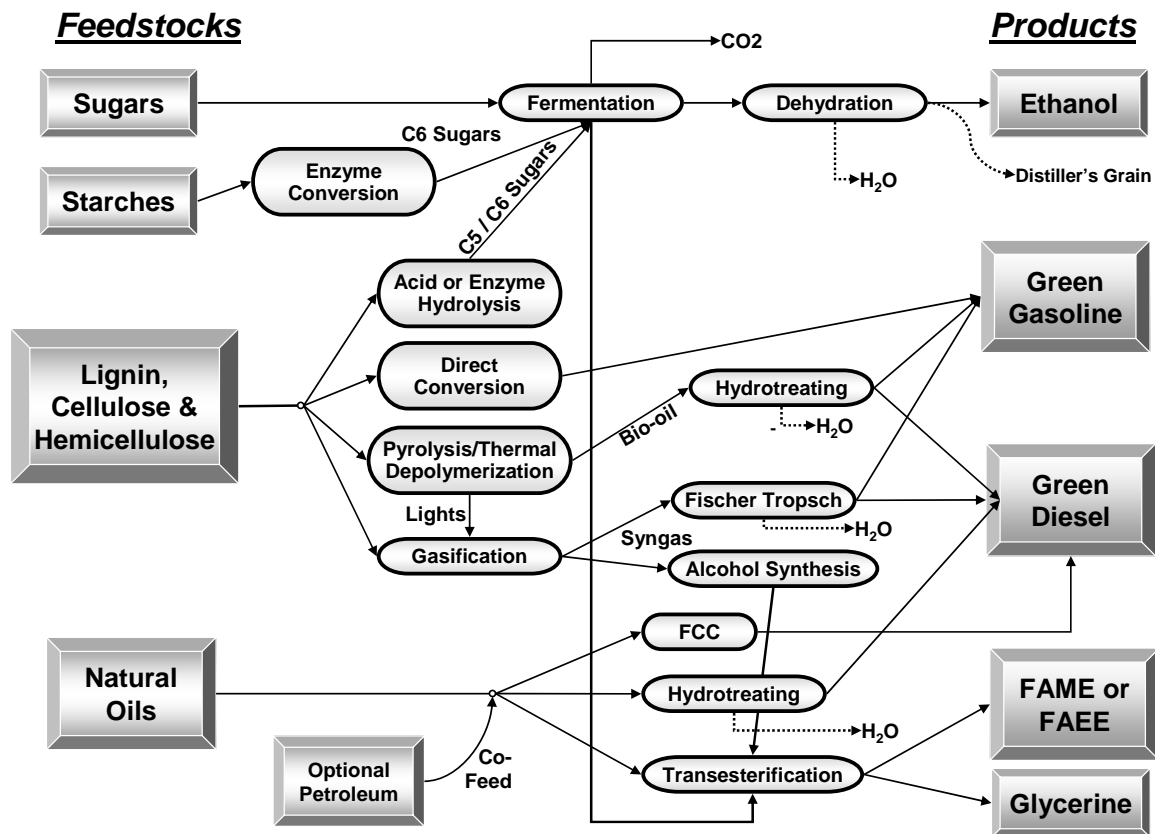 Feedstocks
Products
CO2
Sugars
Fermentation
Dehydration
Ethanol
C6 Sugars
Enzyme
Conversion
H₂O
Distiller's Grain
Starches
C5 / C6 Sugars
Acid or Enzyme
Hydrolysis
Green
Gasoline
Lignin,
Cellulose &
Hemicellulose
Direct
Conversion
Hydrotreating
Bio-oil
-
H₂O
Pyrolysis/Thermal
Depolymerization
Lights
Fischer Tropsch
Green
Diesel
H₂O
Syngas
Gasification
Alcohol Synthesis
FCC
Natural
Oils
Hydrotreating
FAME or
FAEE
H₂O
Co-
Feed
Optional
Petroleum
Transesterification
Glycerine